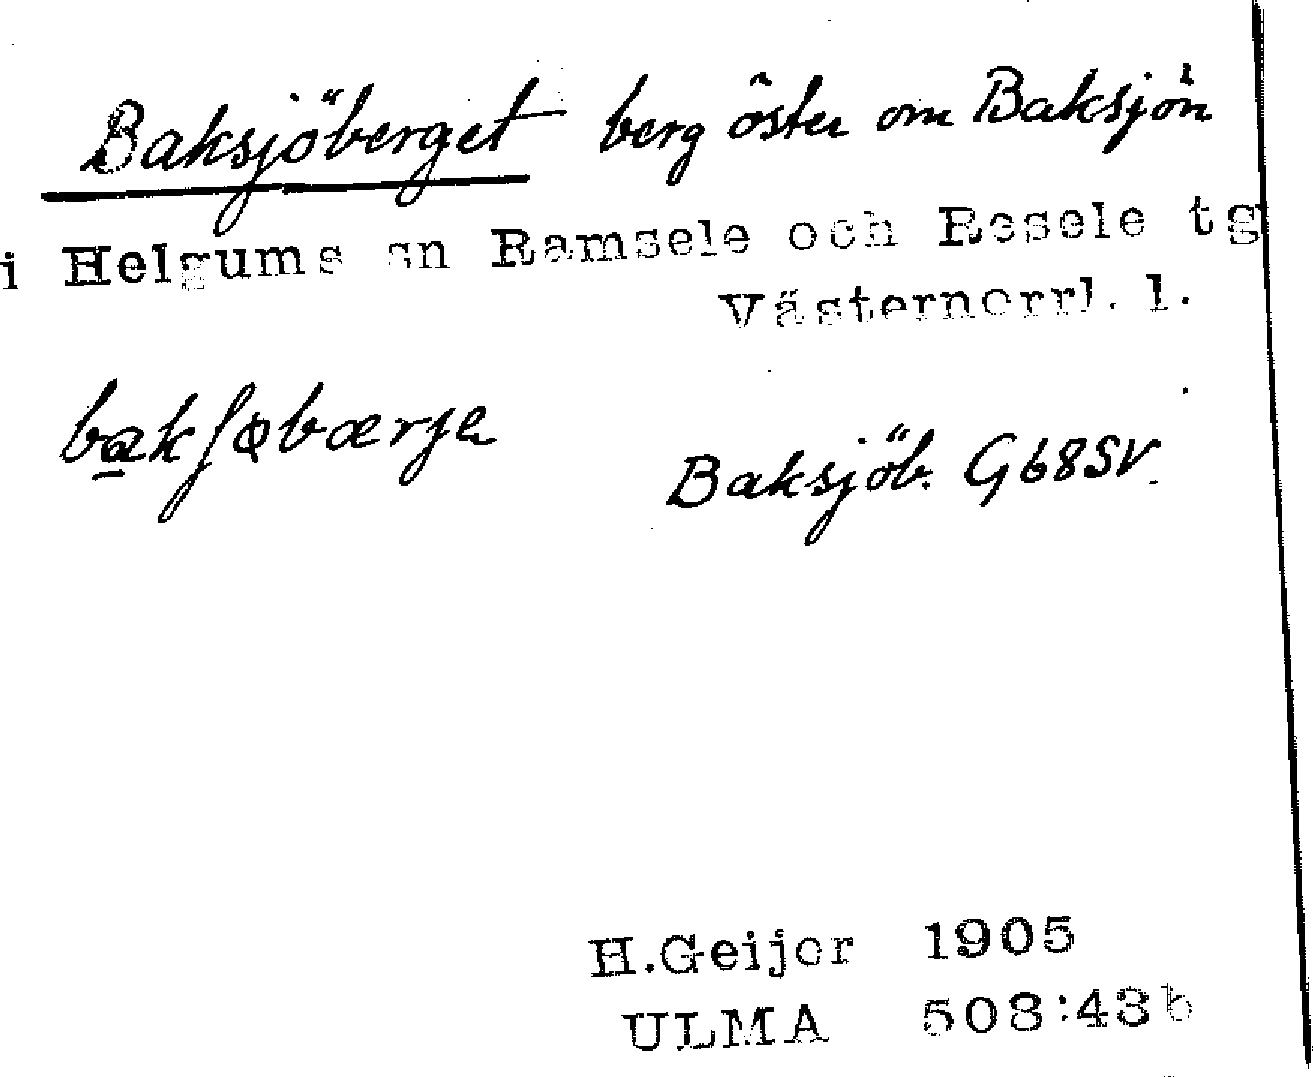 Baksjöberget berg öster om Baksjön
i Helgums sn Ramsele och Resele tg
Västernorrl. l.
Baksjöb. G68SV.
H.Geijer 1905
ULMA 508:43b